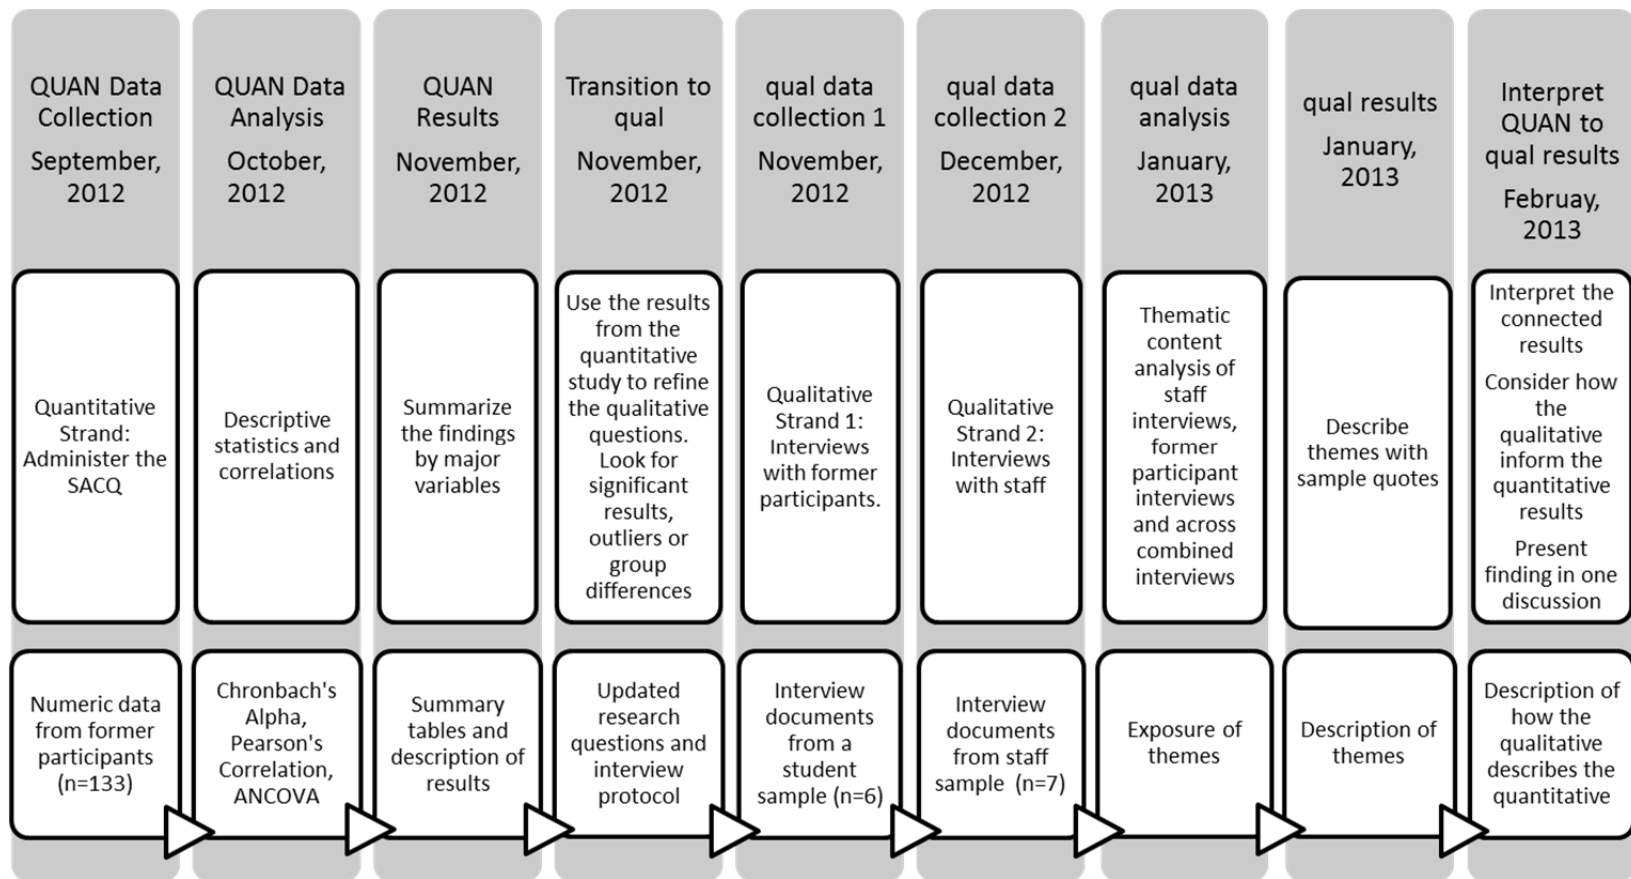 QUAN Data
Collection
September,
2012
QUAN Data
Analysis
October,
2012
QUAN
Results
November,
2012
Transition to
qual
November,
2012
qual data
collection 1
November,
2012
qual data
collection 2
December,
2012
qual data
analysis
January,
2013
qual results
January,
2013
Interpret
QUAN to
qual results
Februay,
2013
Quantitative
Strand:
Administer the
SACQ
Descriptive
statistics and
correlations
Summarize
the findings
by major
variables
Use the results
from the
quantitative
study to refine
the qualitative
questions.
Look for
significant
results,
outliers or
group
differences
Qualitative
Strand 1:
Interviews
with former
participants.
Qualitative
Strand 2:
Interviews
with staff
Thematic
content
analysis of
staff
interviews,
former
participant
interviews
and across
combined
interviews
Describe
themes with
sample quotes
Interpret the
connected
results
Consider how
the
qualitative
inform the
quantitative
results
Present
finding in one
discussion
Numeric data
from former
participants
(n=133)
Chronbach's
Alpha,
Pearson's
Correlation,
ANCOVA
Summary
tables and
description of
results
Updated
research
questions and
interview
protocol
Interview
documents
from a
student
sample (n=6)
Interview
documents
from staff
sample (n=7)
Exposure of
themes
Description of
themes
Description of
how the
qualitative
describes the
quantitative